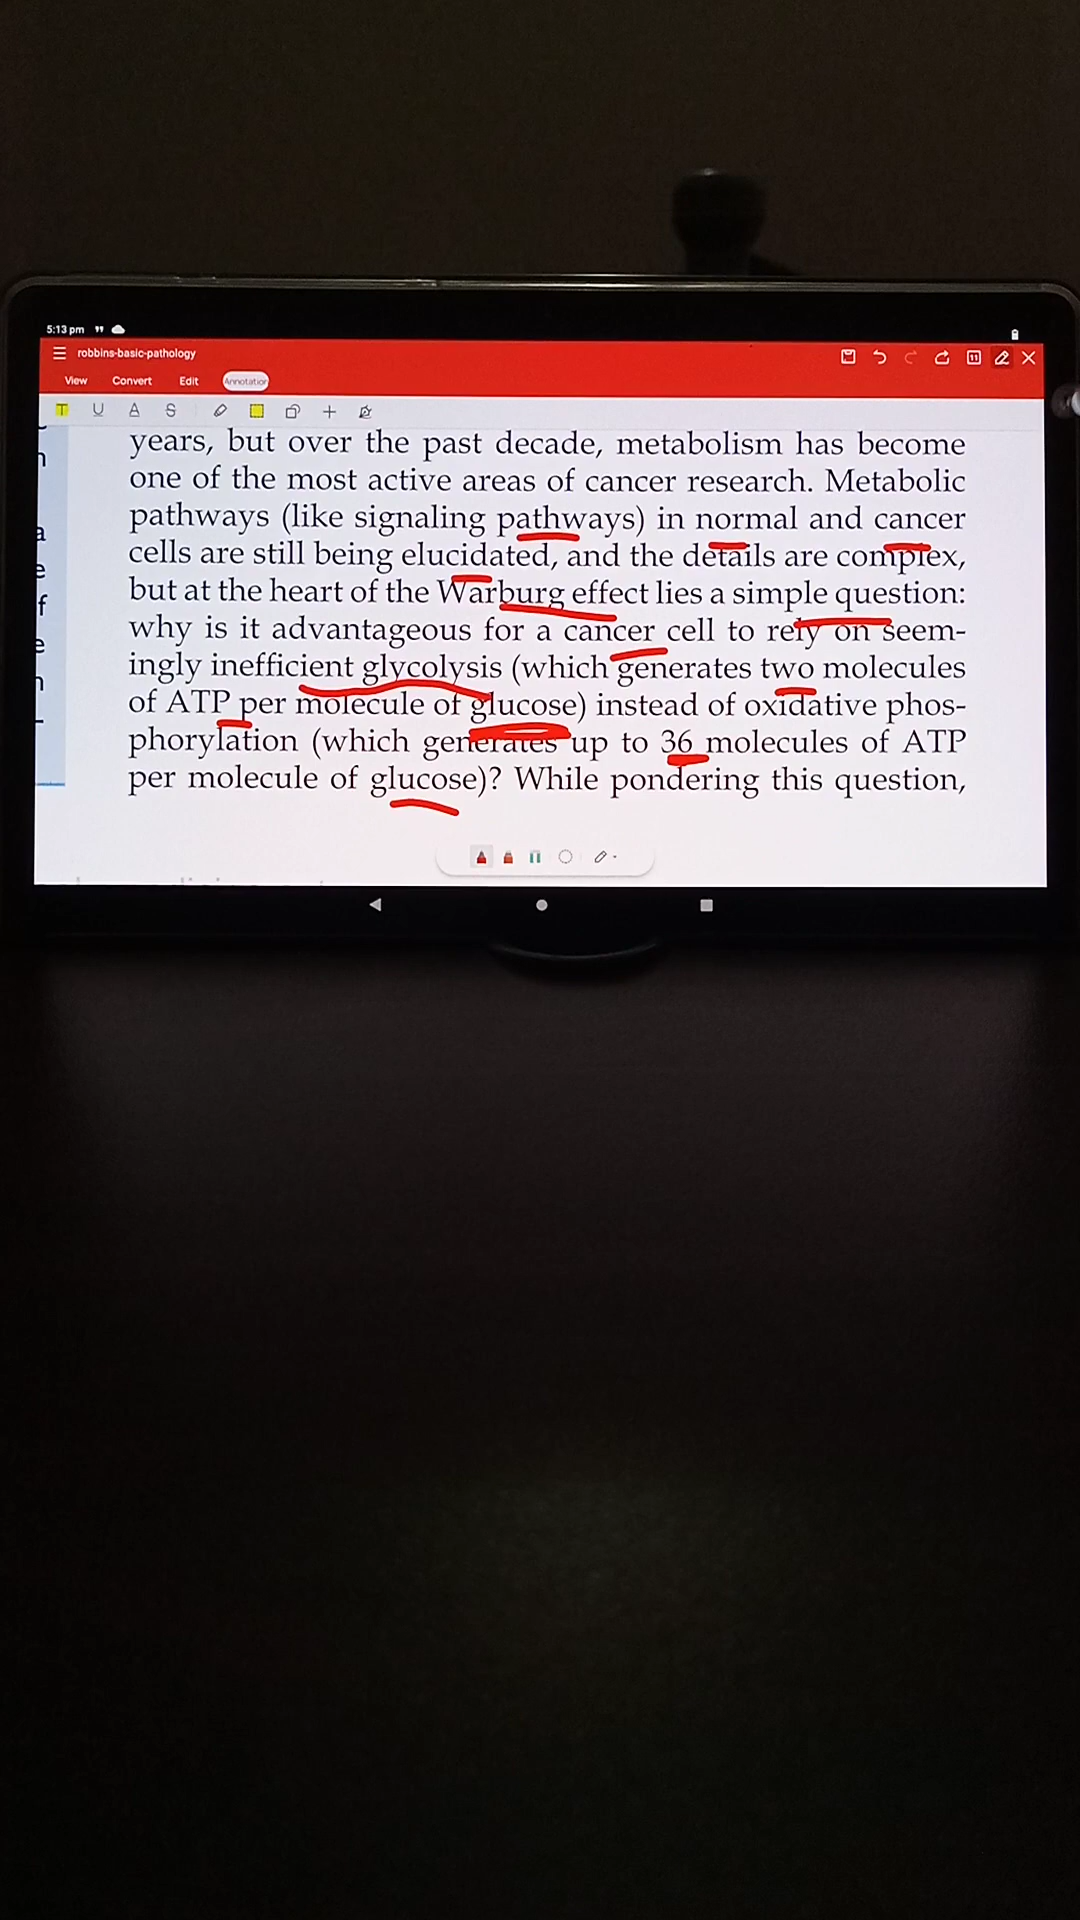 5:13 pm
robbins-basic-pathology
View Convert Edit Annotation
years, but over the past decade, metabolism has become
one of the most active areas of cancer research. Metabolic
pathways (like signaling pathways) in normal and cancer
cells are still being elucidated, and the details are complex,
but at the heart of the Warburg effect lies a simple question:
why is it advantageous for a cancer cell to rely on seem-
ingly inefficient glycolysis (which generates two molecules
of ATP per molecule of glucose) instead of oxidative phos-
phorylation (which generates up to 36 molecules of ATP
per molecule of glucose)? While pondering this question,